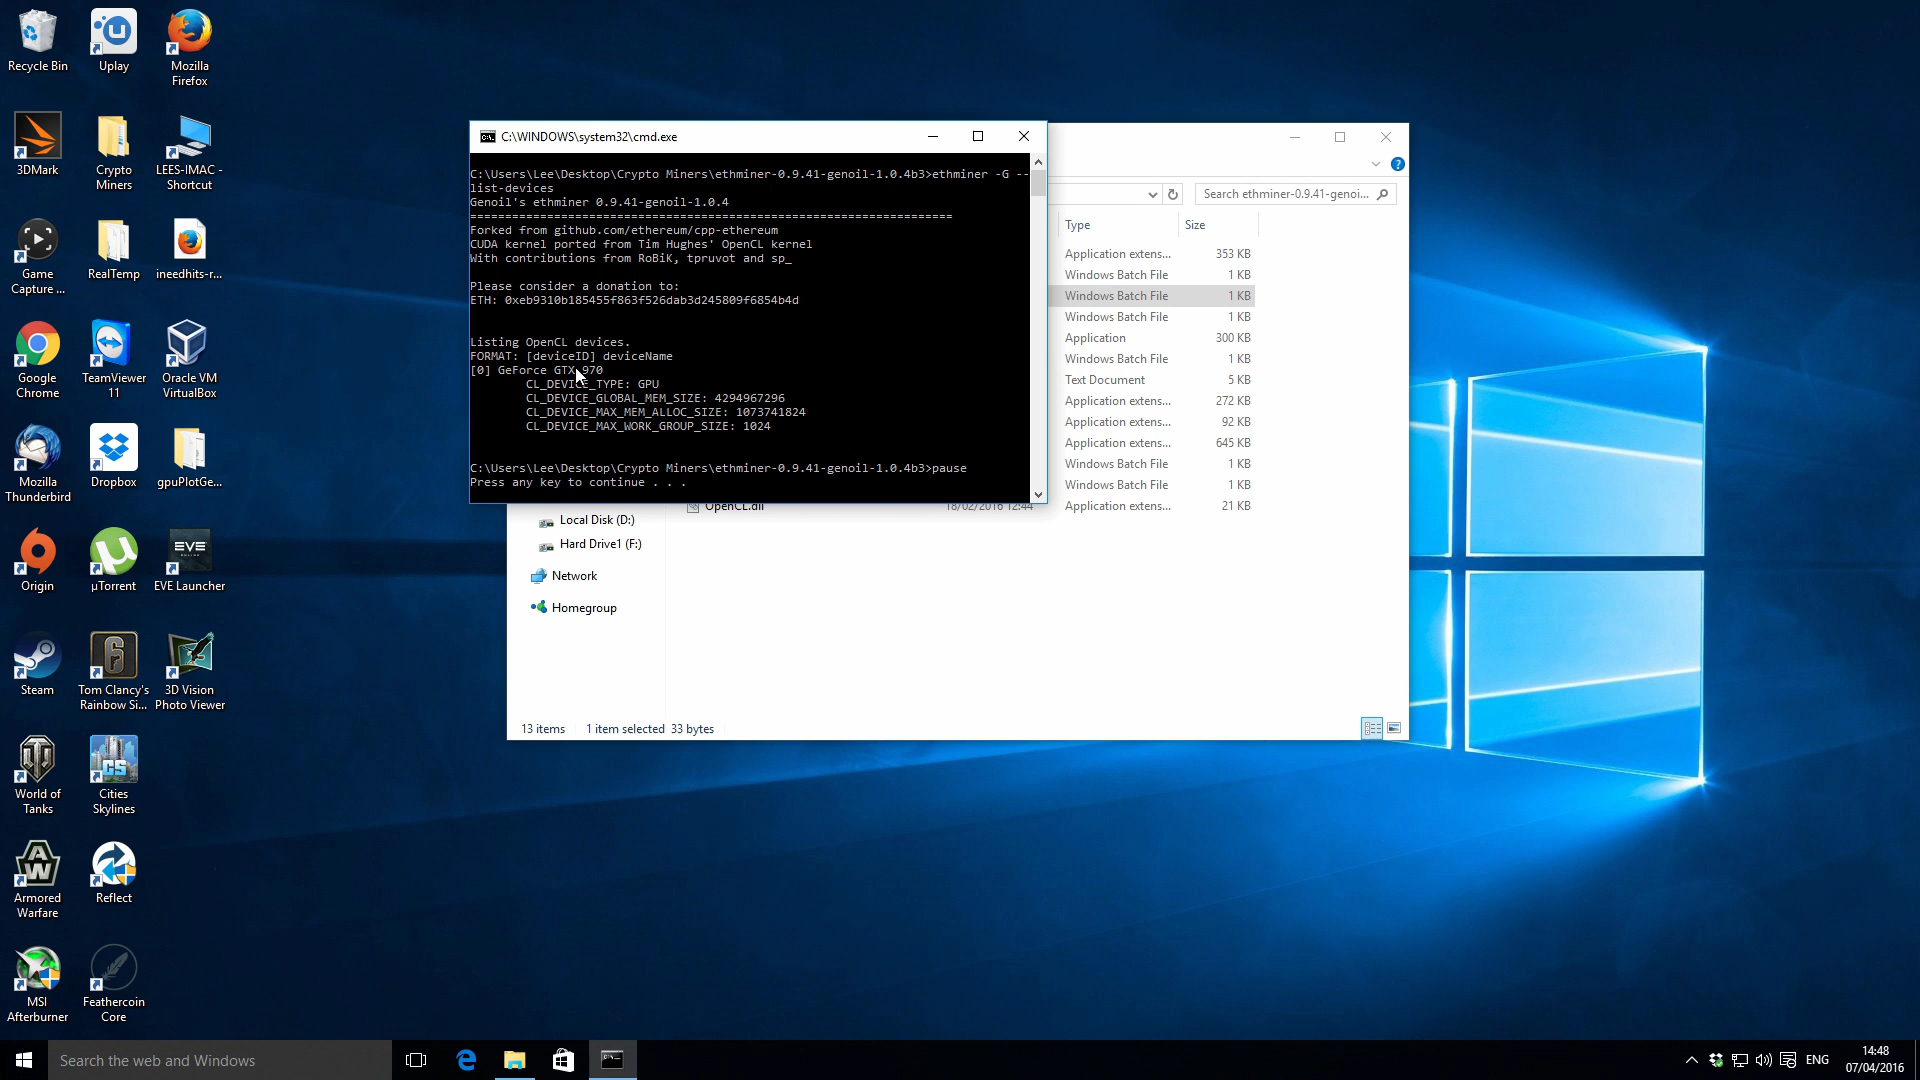 Recycle Bin
Uplay
Mozilla
Firefox
3DMark
Crypto
Miners
LEES-IMAC -
Shortcut
Game
Capture ...
RealTemp
ineedhits-r...
Google
Chrome
TeamViewer
11
Oracle VM
VirtualBox
Mozilla
Thunderbird
Dropbox
gpuPlotGe...
Origin
µTorrent
EVE
EVE Launcher
Steam
Tom Clancy's
Rainbow Si...
3D Vision
Photo Viewer
World of
Tanks
CS
Cities
Skylines
AW
Armored
Warfare
Reflect
MSI
Afterburner
Feathercoin
Core
C:\WINDOWS\system32\cmd.exe
C:\Users\Lee\Desktop\Crypto Miners\ethminer-0.9.41-genoil-1.0.4b3>ethminer -G --
list-devices
Genoil's ethminer 0.9.41-genoil-1.0.4
=====================================================================
Forked from github.com/ethereum/cpp-ethereum
CUDA kernel ported from Tim Hughes' OpenCL kernel
With contributions from RoBiK, tpruvot and sp_
Please consider a donation to:
ETH: 0xeb9310b185455f863f526dab3d245809f6854b4d
Listing OpenCL devices.
FORMAT: [deviceID] deviceName
[0] GeForce GTX 970
CL_DEVICE_TYPE: GPU
CL_DEVICE_GLOBAL_MEM_SIZE: 4294967296
CL_DEVICE_MAX_MEM_ALLOC_SIZE: 1073741824
CL_DEVICE_MAX_WORK_GROUP_SIZE: 1024
C:\Users\Lee\Desktop\Crypto Miners\ethminer-0.9.41-genoil-1.0.4b3>pause
Press any key to continue . . .
Search ethminer-0.9.41-genoi...
Type Size
Application extens... 353 KB
Windows Batch File 1 KB
Windows Batch File 1 KB
Windows Batch File 1 KB
Application 300 KB
Windows Batch File 1 KB
Text Document 5 KB
Application extens... 272 KB
Application extens... 92 KB
Application extens... 645 KB
Windows Batch File 1 KB
Windows Batch File 1 KB
OpenCL.dll 18/02/2016 12:44 Application extens... 21 KB
Local Disk (D:)
Hard Drive1 (F:)
Network
Homegroup
13 items 1 item selected 33 bytes
Search the web and Windows
ENG
14:48
07/04/2016